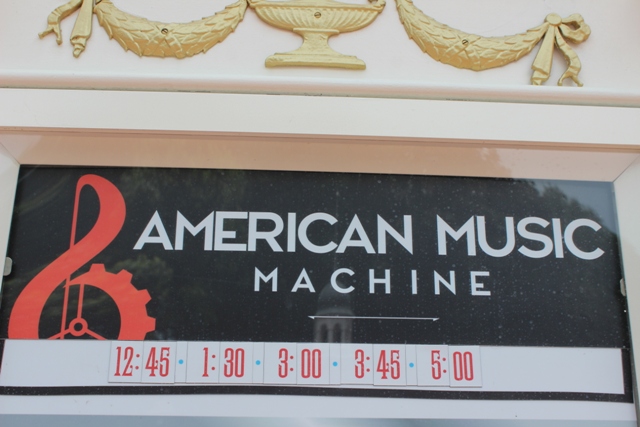 AMERICAN MUSIC
MACHINE
12:45 • 1:30 • 3:00 • 3:45 • 5:00